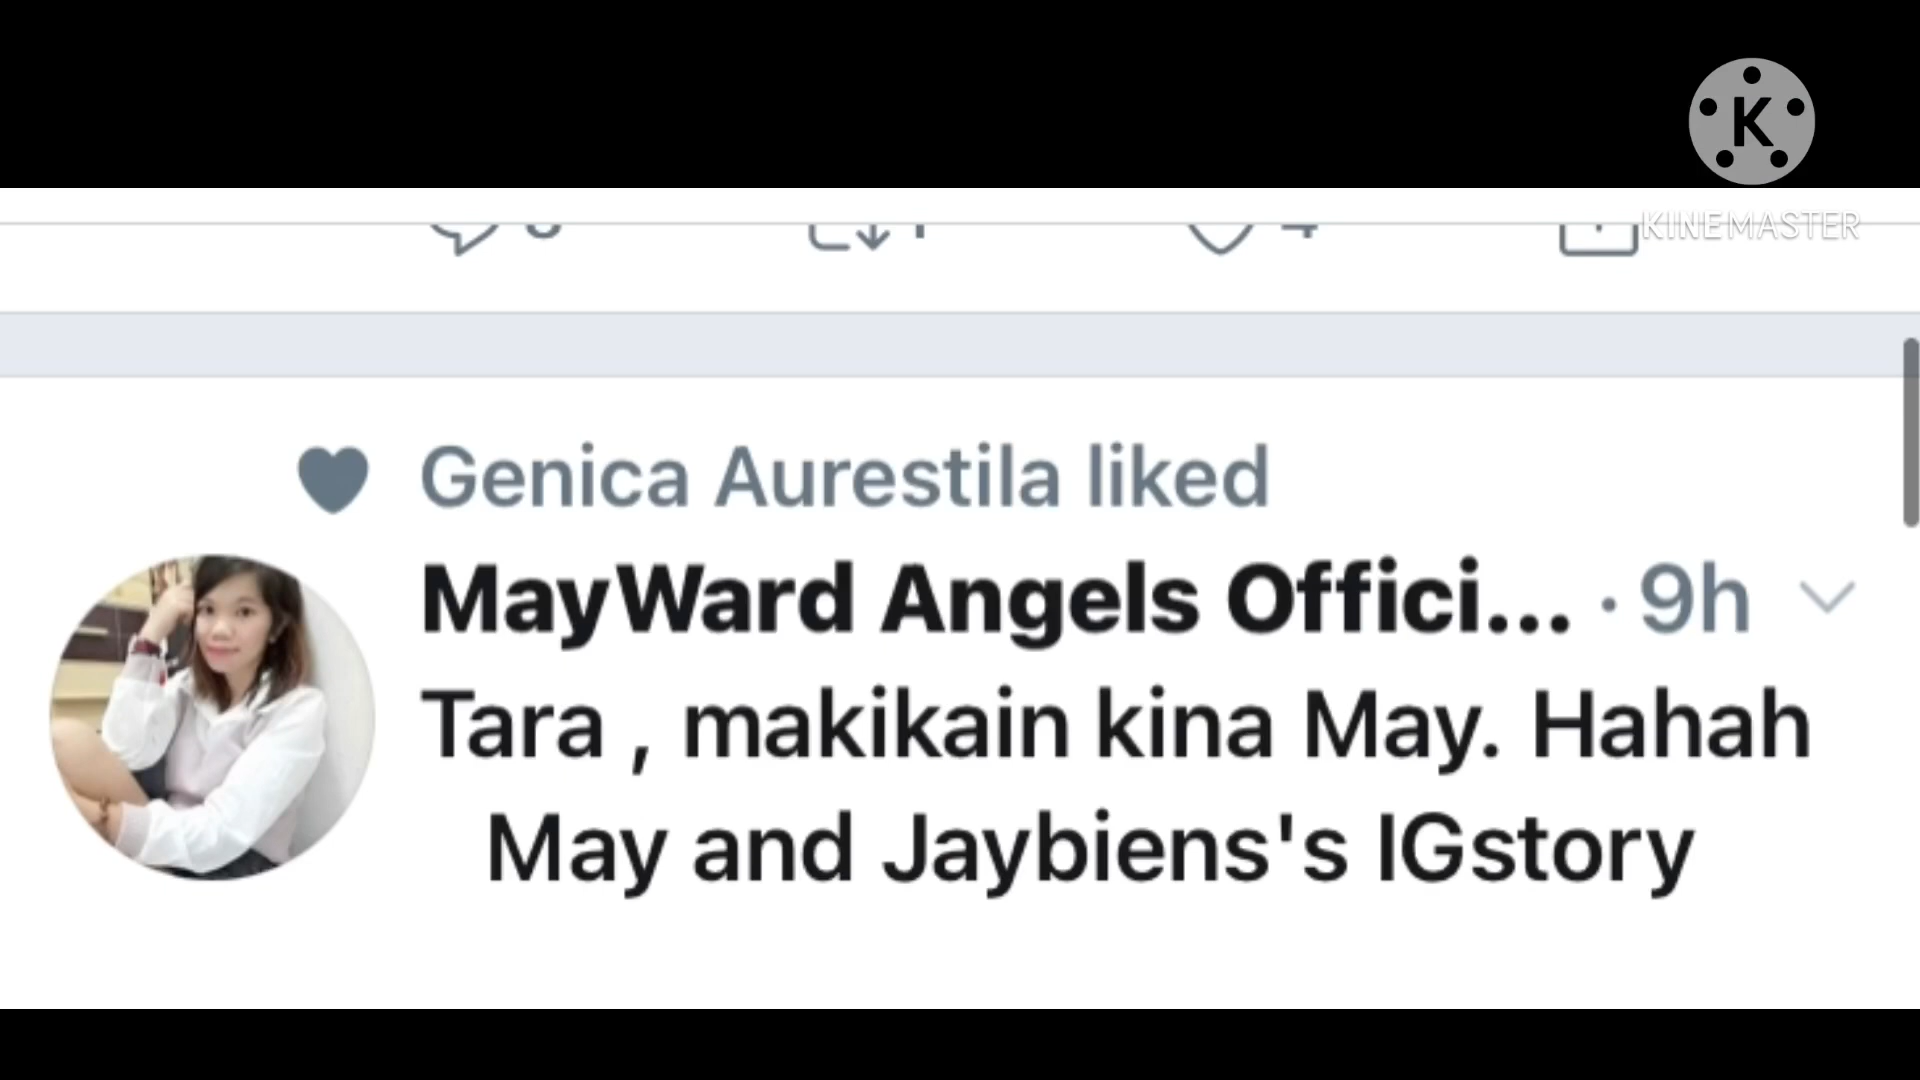 K
KINEMASTER
Genica Aurestila liked
MayWard Angels Offici... · 9h
Tara , makikain kina May. Hahah
May and Jaybiens's IGstory